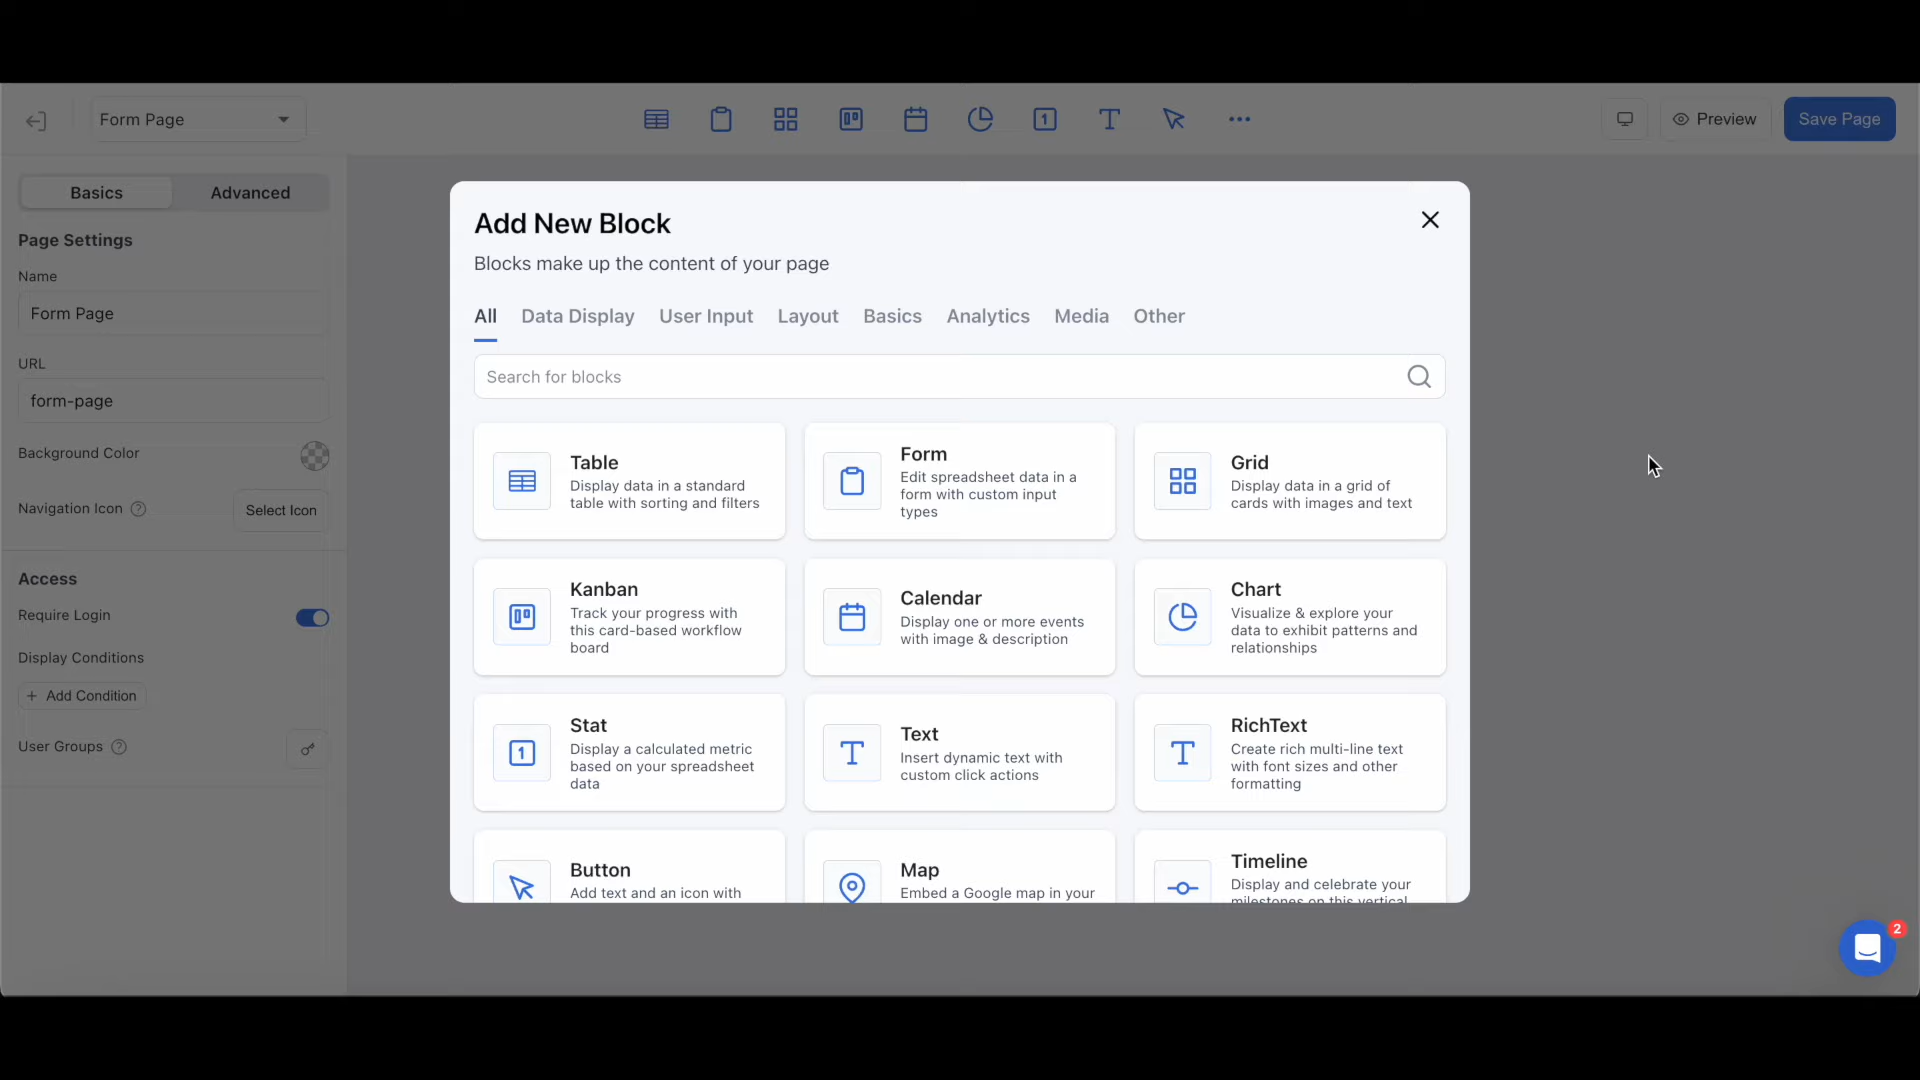 Form Page
Preview
Save Page
Basics
Advanced
Page Settings
Name
Form Page
URL
form-page
Background Color
Navigation Icon
Select Icon
Access
Require Login
Display Conditions
+ Add Condition
User Groups
Add New Block
Blocks make up the content of your page
All
Data Display
User Input
Layout
Basics
Analytics
Media
Other
Search for blocks
Table
Display data in a standard
table with sorting and filters
Form
Edit spreadsheet data in a
form with custom input
types
Grid
Display data in a grid of
cards with images and text
Kanban
Track your progress with
this card-based workflow
board
Calendar
Display one or more events
with image & description
Chart
Visualize & explore your
data to exhibit patterns and
relationships
1
Stat
Display a calculated metric
based on your spreadsheet
data
Text
Insert dynamic text with
custom click actions
RichText
Create rich multi-line text
with font sizes and other
formatting
Button
Add text and an icon with
Map
Embed a Google map in your
Timeline
Display and celebrate your
milestones on this vertical
2